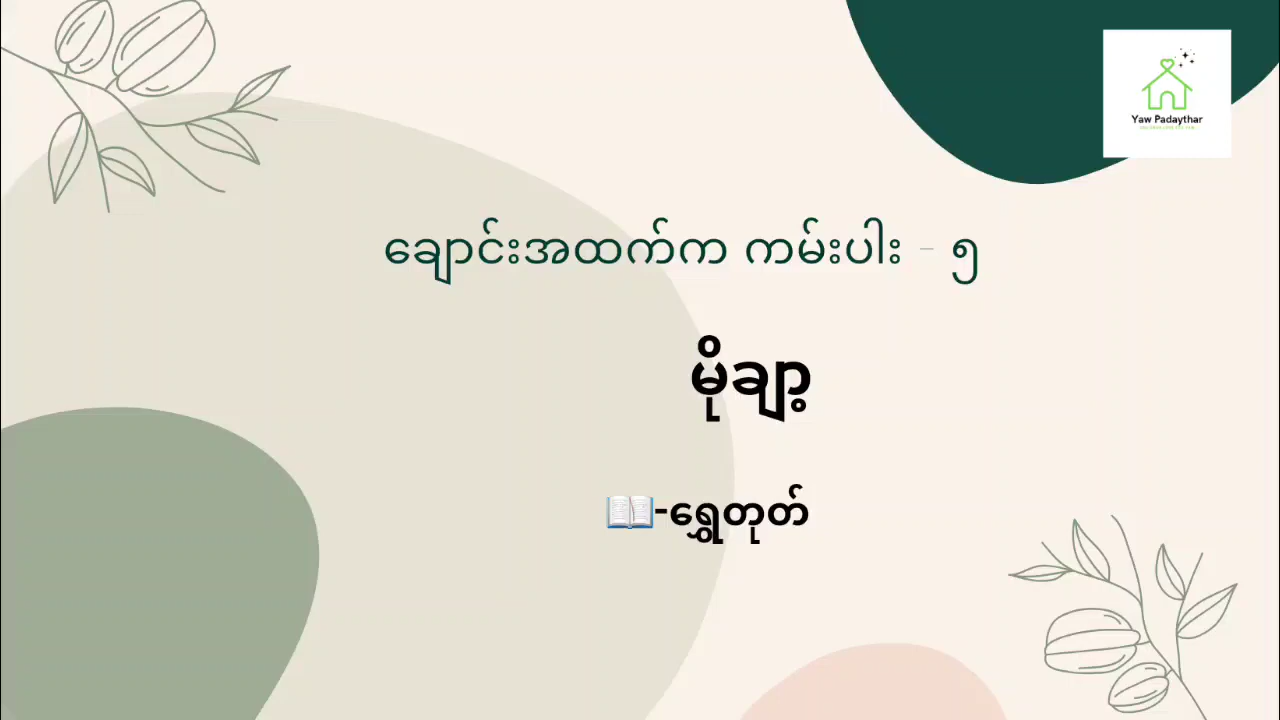 Yaw Padaythar
ချောင်းအထက်က ကမ်းပါး - ၅
မိုချာ့
📖-ရွှေတုတ်